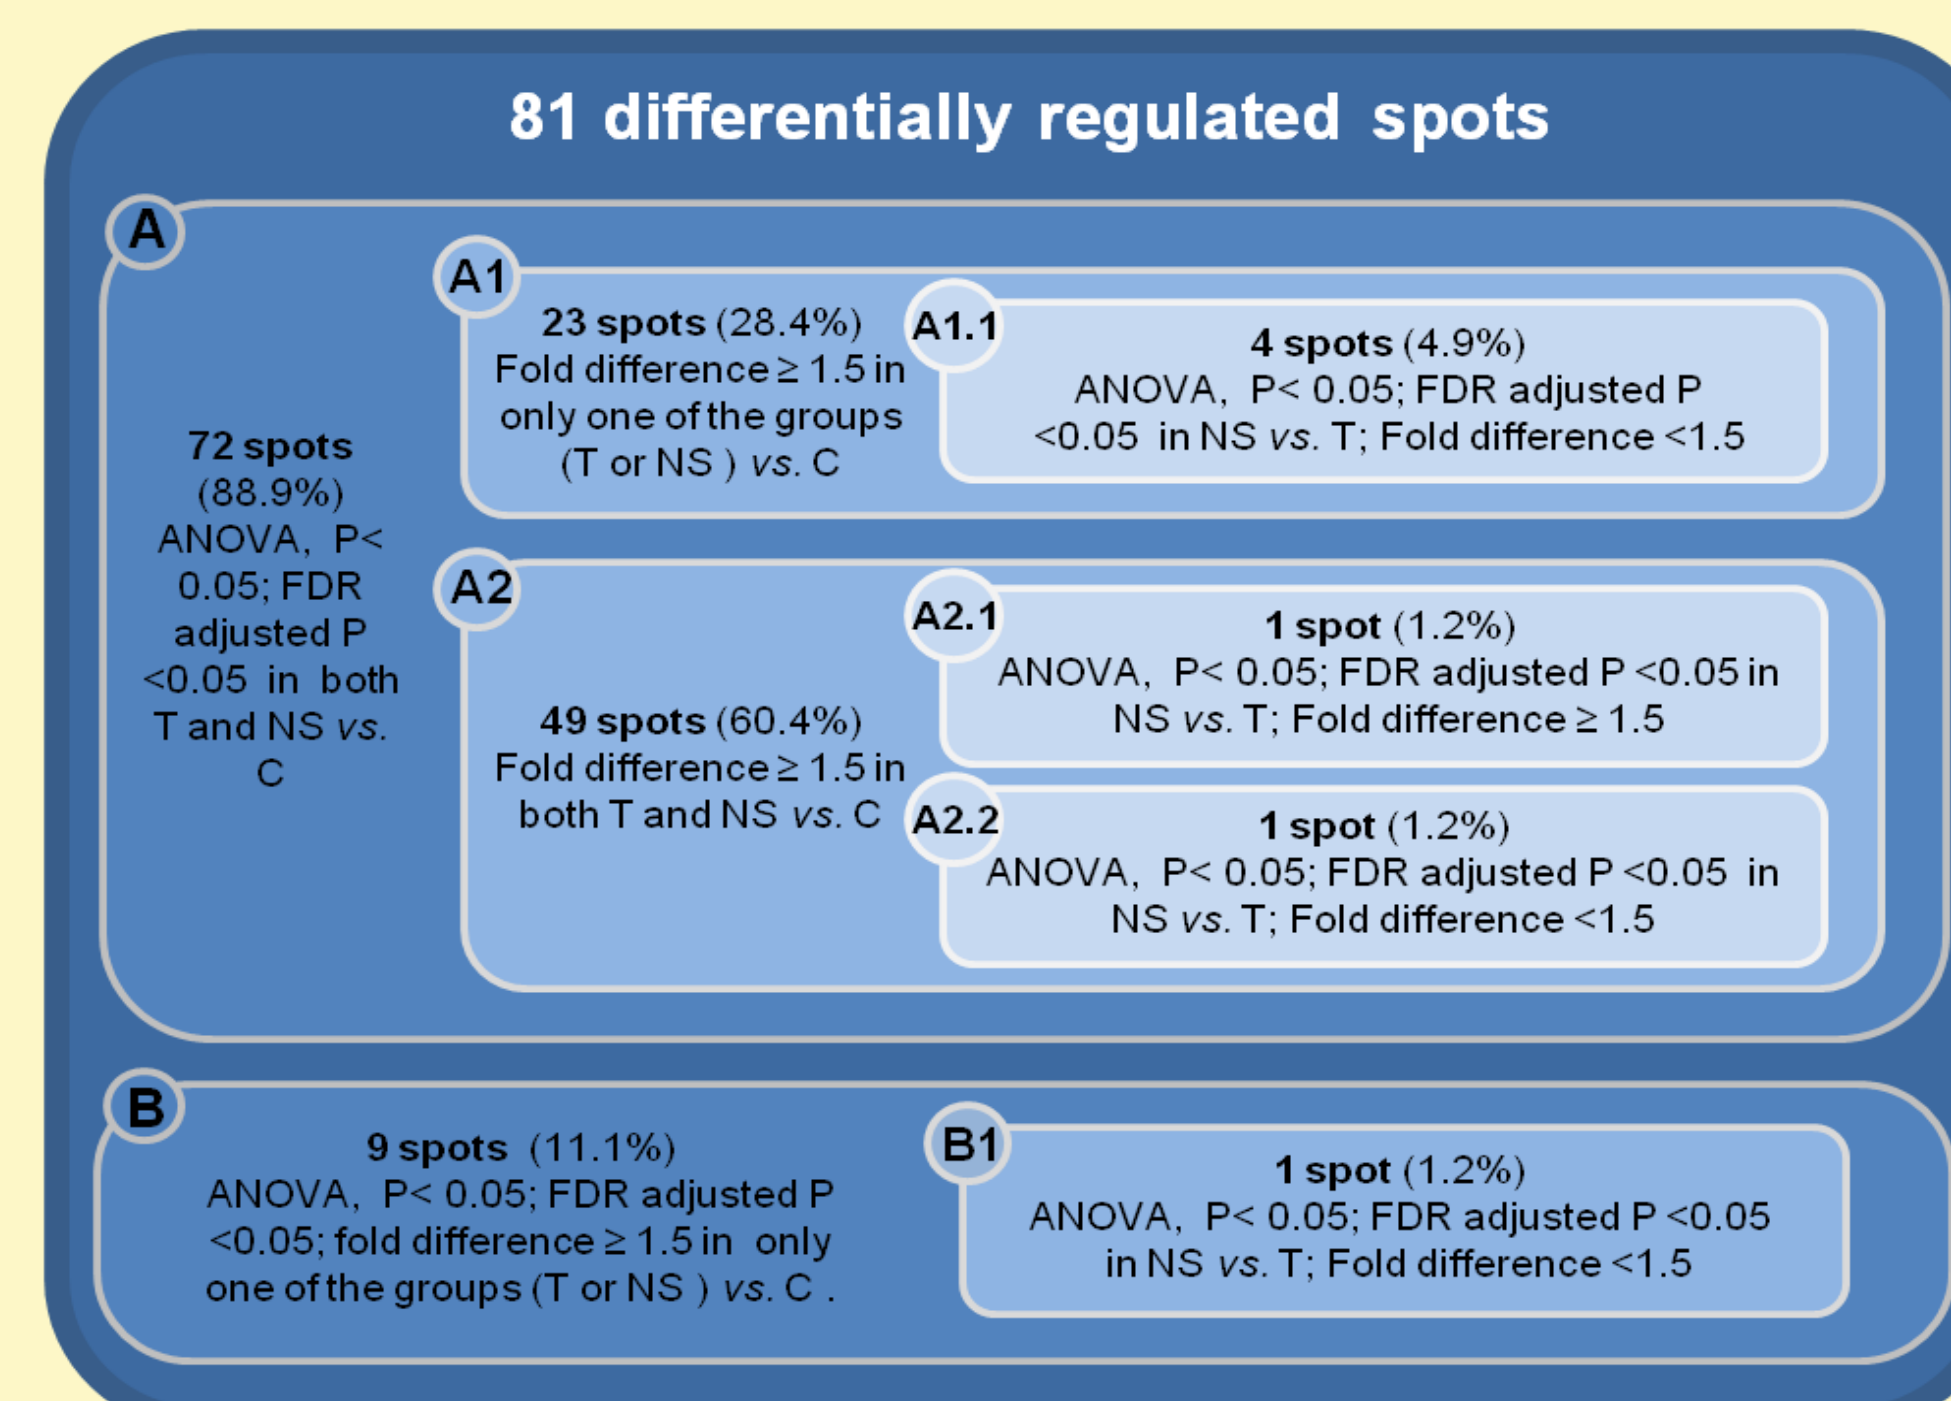 81 differentially regulated spots
A
72 spots
(88.9%)
ANOVA, P<
0.05; FDR
adjusted P
<0.05 in both
T and NS vs.
C
A1
23 spots (28.4%)
Fold difference ≥ 1.5 in
only one of the groups
(T or NS ) vs. C
A1.1
4 spots (4.9%)
ANOVA, P< 0.05; FDR adjusted P
<0.05 in NS vs. T; Fold difference <1.5
A2
49 spots (60.4%)
Fold difference ≥ 1.5 in
both T and NS vs. C
A2.1
1 spot (1.2%)
ANOVA, P< 0.05; FDR adjusted P <0.05 in
NS vs. T; Fold difference ≥ 1.5
A2.2
1 spot (1.2%)
ANOVA, P< 0.05; FDR adjusted P <0.05 in
NS vs. T; Fold difference <1.5
B
9 spots (11.1%)
ANOVA, P< 0.05; FDR adjusted P
<0.05; fold difference ≥ 1.5 in only
one of the groups (T or NS ) vs. C .
B1
1 spot (1.2%)
ANOVA, P< 0.05; FDR adjusted P <0.05
in NS vs. T; Fold difference <1.5